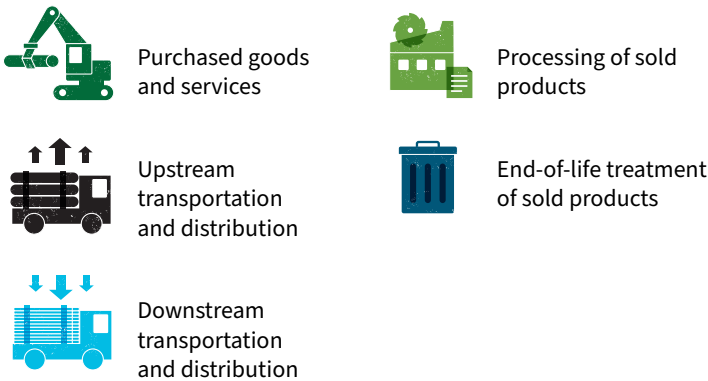 Purchased goods
and services
Upstream
transportation
and distribution
Downstream
transportation
and distribution
Processing of sold
products
End-of-life treatment
of sold products